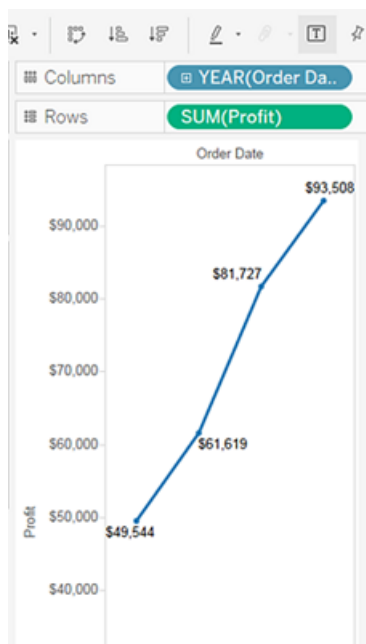 T
Columns
YEAR(Order Da..
Rows
SUM(Profit)
Order Date
$93,508
$90,000
$81,727
$80,000
$70,000
$60,000
$61,619
$50,000
$49,544
$40,000
Profit